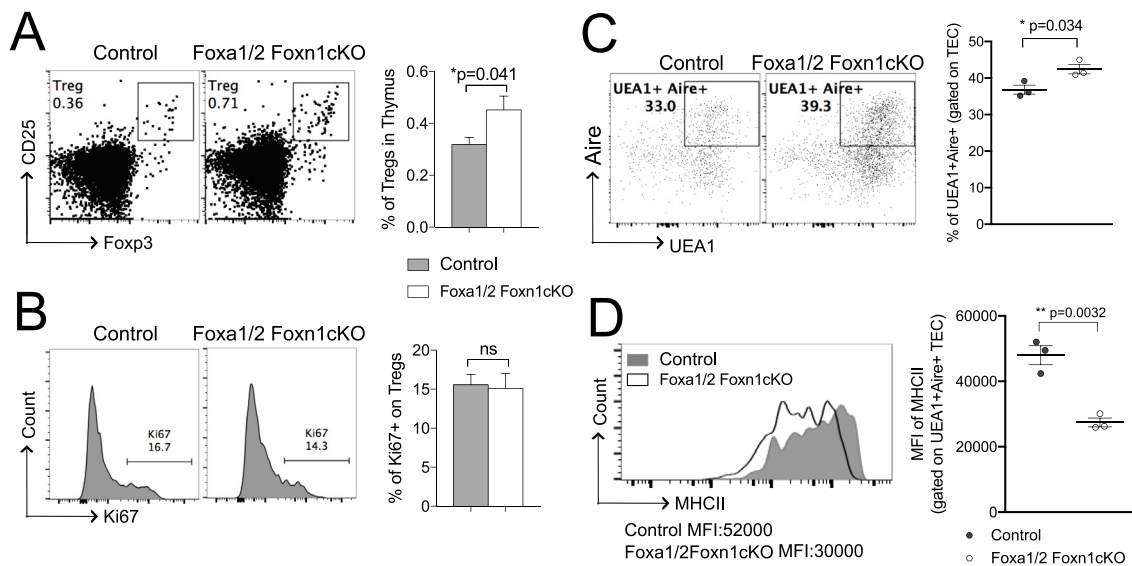 A
Control
Foxa1/2 Foxn1cKO
Treg
0.36
Treg
0.71
CD25
Foxp3
*p=0.041
% of Tregs in Thymus
0.6
0.4
0.2
0.0
Control
Foxa1/2 Foxn1cKO
B
Control
Foxa1/2 Foxn1cKO
Ki67
16.7
Ki67
14.3
Count
Ki67
ns
% of Ki67+ on Tregs
20
15
10
5
0
C
Control
Foxa1/2 Foxn1cKO
UEA1+ Aire+
33.0
UEA1+ Aire+
39.3
Aire
UEA1
* p=0.034
% of UEA1+Aire+ (gated on TEC)
50
40
30
20
10
0
D
Control
Foxa1/2 Foxn1cKO
Count
MHCII
Control MFI:52000
Foxa1/2Foxn1cKO MFI:30000
** p=0.0032
MFI of MHCII
(gated on UEA1+Aire+ TEC)
60000
40000
20000
0
Control
Foxa1/2 Foxn1cKO